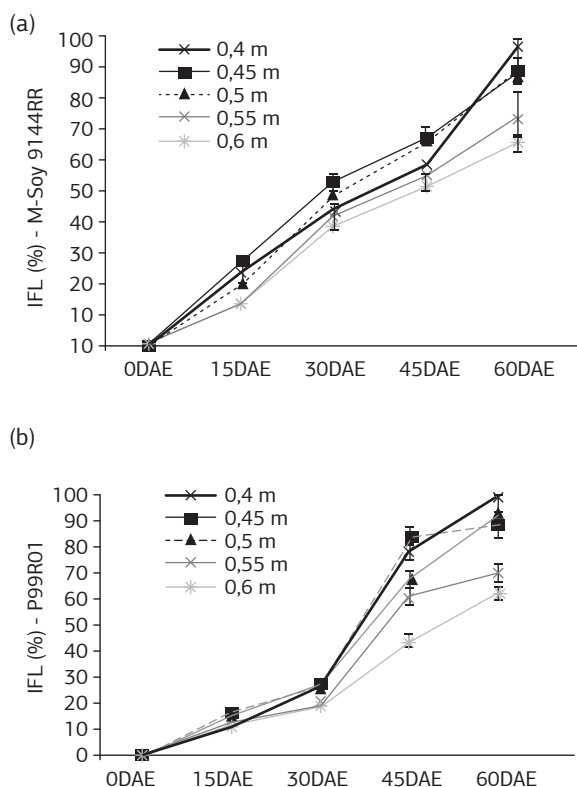 (a)
IFL (%) - M-Soy 9144RR
100
90
80
70
60
50
40
30
20
10
10
0DAE 15DAE 30DAE 45DAE 60DAE
0,4 m
0,45 m
0,5 m
0,55 m
0,6 m
(b)
IFL (%) - P99R01
100
90
80
70
60
50
40
30
20
10
0
0DAE 15DAE 30DAE 45DAE 60DAE
0,4 m
0,45 m
0,5 m
0,55 m
0,6 m